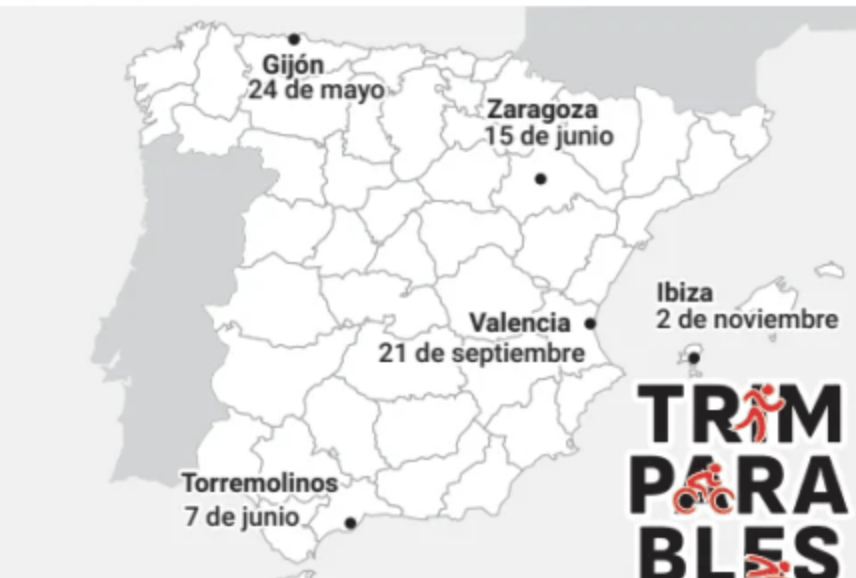 Gijón
24 de mayo
Zaragoza
15 de junio
Ibiza
2 de noviembre
Valencia
21 de septiembre
TRIM
PARA
BLES
Torremolinos
7 de junio